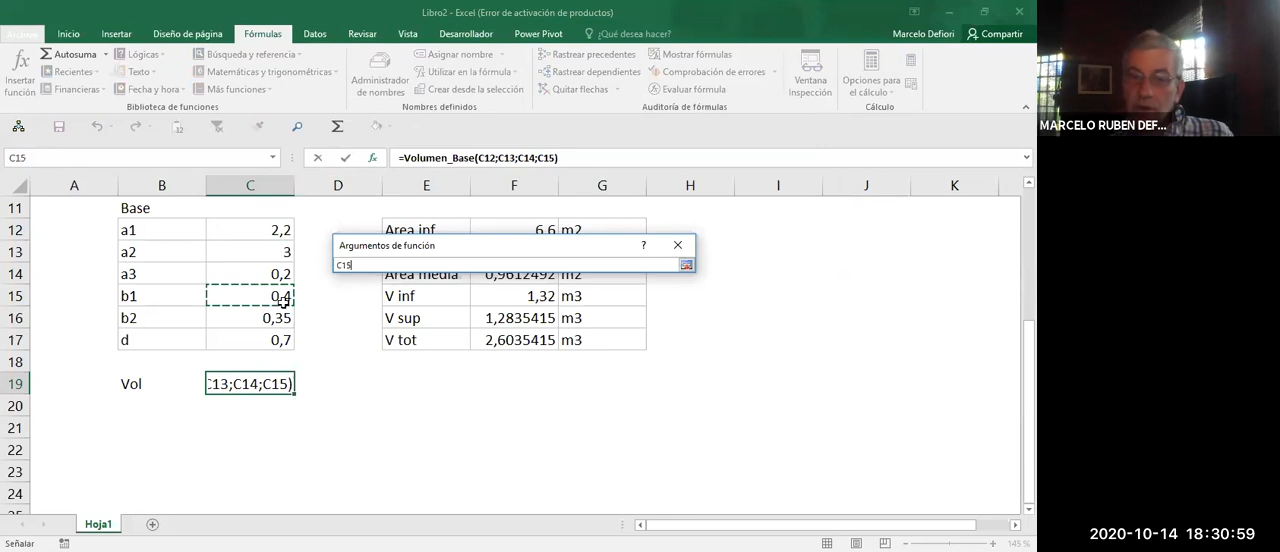 Libro2 - Excel (Error de activación de productos)
Archivo Inicio Insertar Diseño de página Fórmulas Datos Revisar Vista Desarrollador Power Pivot ¿Qué desea hacer? Marcelo Defiori Compartir
Insertar función
Autosuma
Recientes
Financieras
Lógicas
Texto
Fecha y hora
Búsqueda y referencia
Matemáticas y trigonométricas
Más funciones
Biblioteca de funciones
Administrador de nombres
Asignar nombre
Utilizar en la fórmula
Crear desde la selección
Nombres definidos
Rastrear precedentes
Rastrear dependientes
Quitar flechas
Mostrar fórmulas
Comprobación de errores
Evaluar fórmula
Auditoría de fórmulas
Ventana Inspección
Opciones para el cálculo
Cálculo
MARCELO RUBEN DEF...
C15 fx =Volumen_Base(C12;C13;C14;C15)
A B C D E F G H I J K
11 Base
12 a1 2,2 Area inf 6,6 m2
13 a2 3
Argumentos de función ? 
C15
14 a3 0,2 Area media 0,9612492 m2
15 b1 0,4 V inf 1,32 m3
16 b2 0,35 V sup 1,2835415 m3
17 d 0,7 V tot 2,6035415 m3
18
19 Vol C13;C14;C15)
20
21
22
23
24
Hoja1
Señalar 145 %
2020-10-14 18:30:59